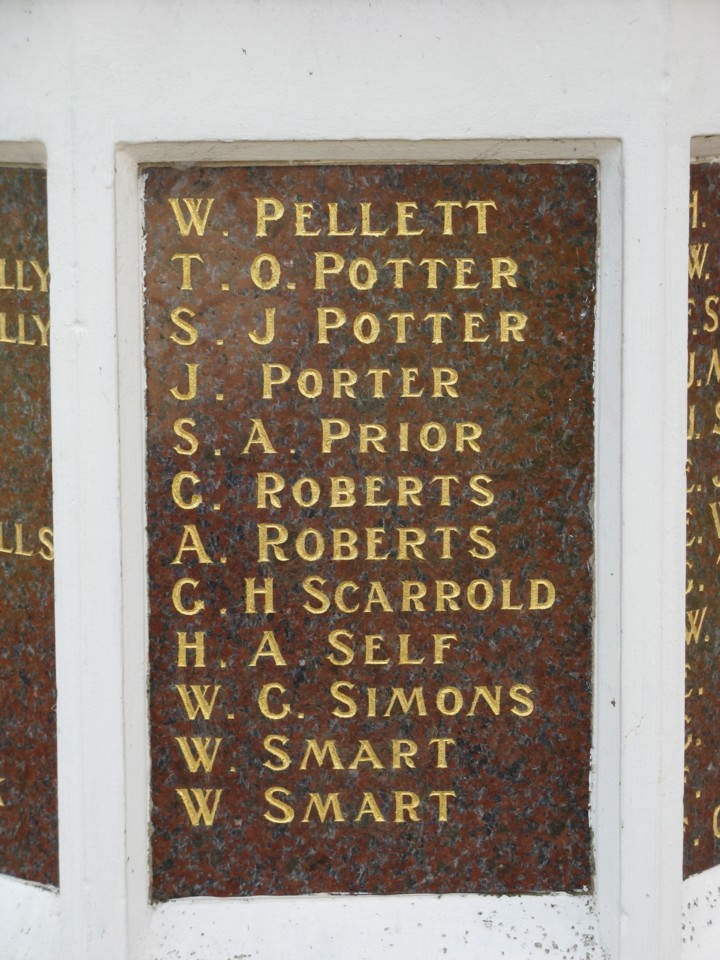 W. PELLETT
T. O. POTTER
S. J POTTER
J. PORTER
S. A. PRIOR
G. ROBERTS
A. ROBERTS
G. H SCARROLD
H. A SELF
W. G. SIMONS
W. SMART
W SMART